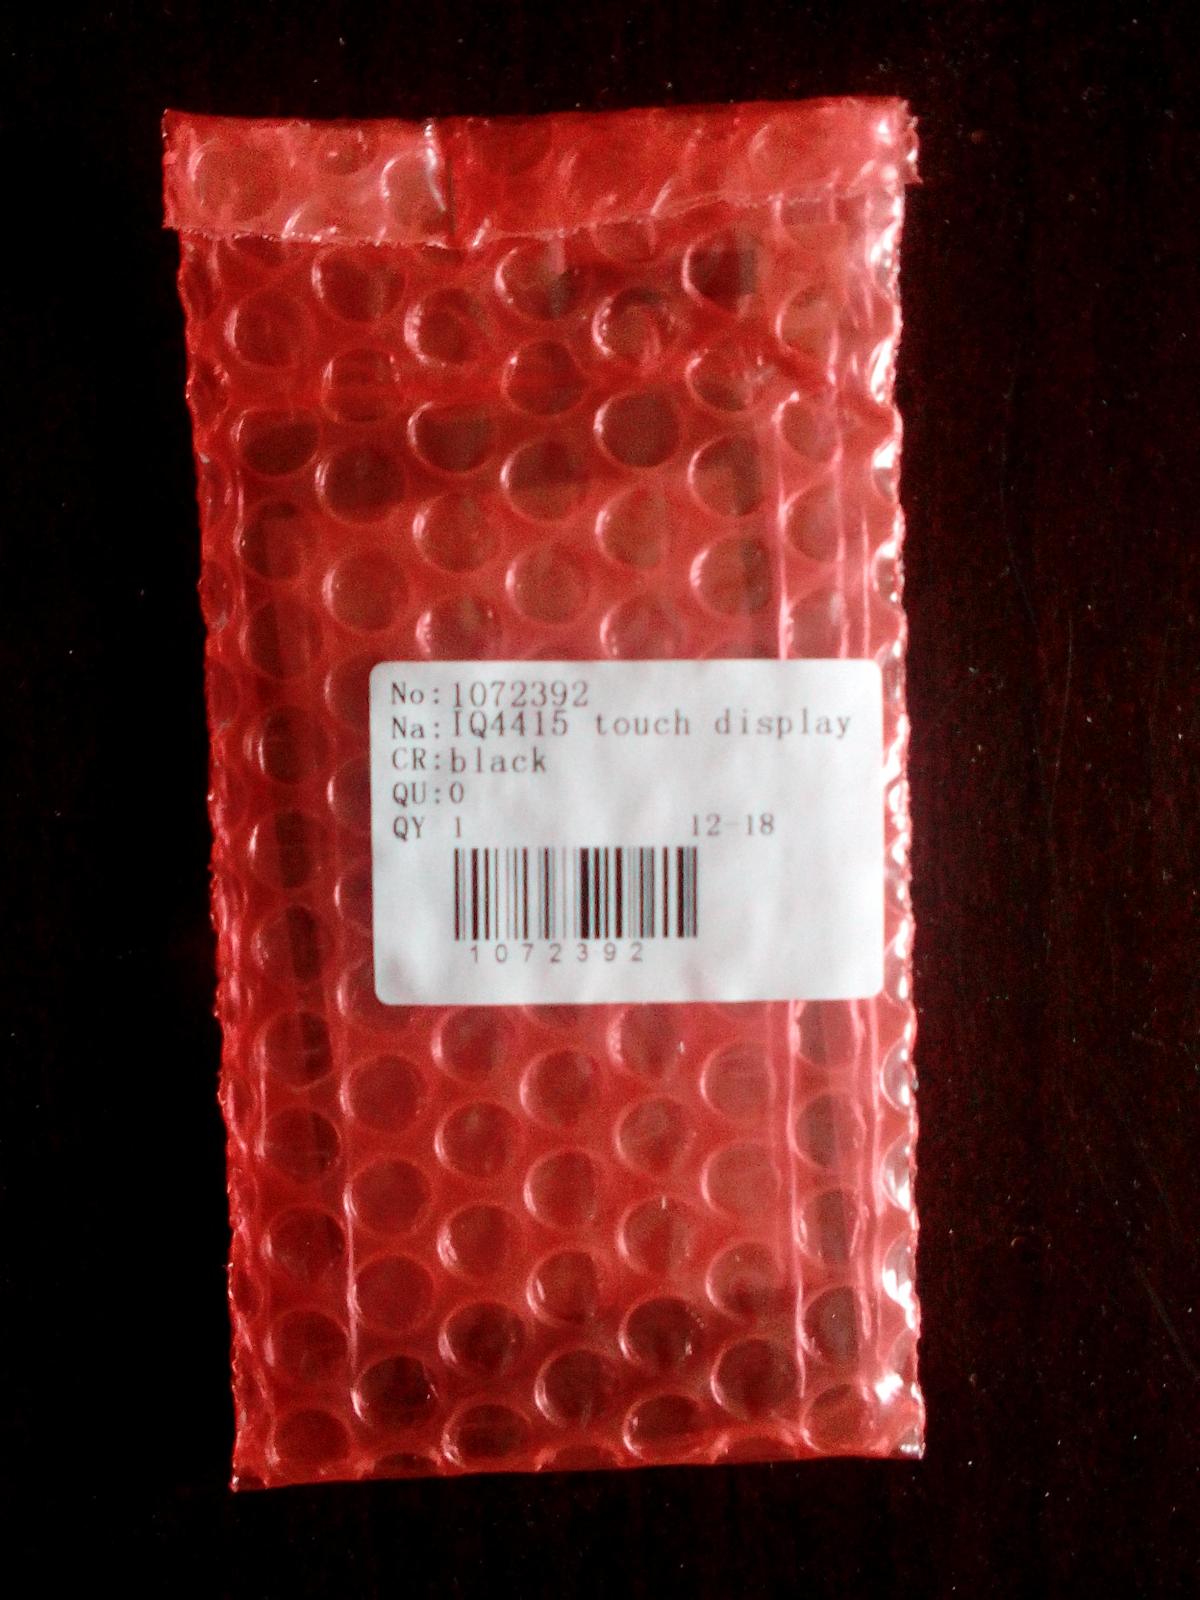 No:1072392
Na:IQ4415 touch display
CR:black
QU:0
QY 1 12-18
1072392